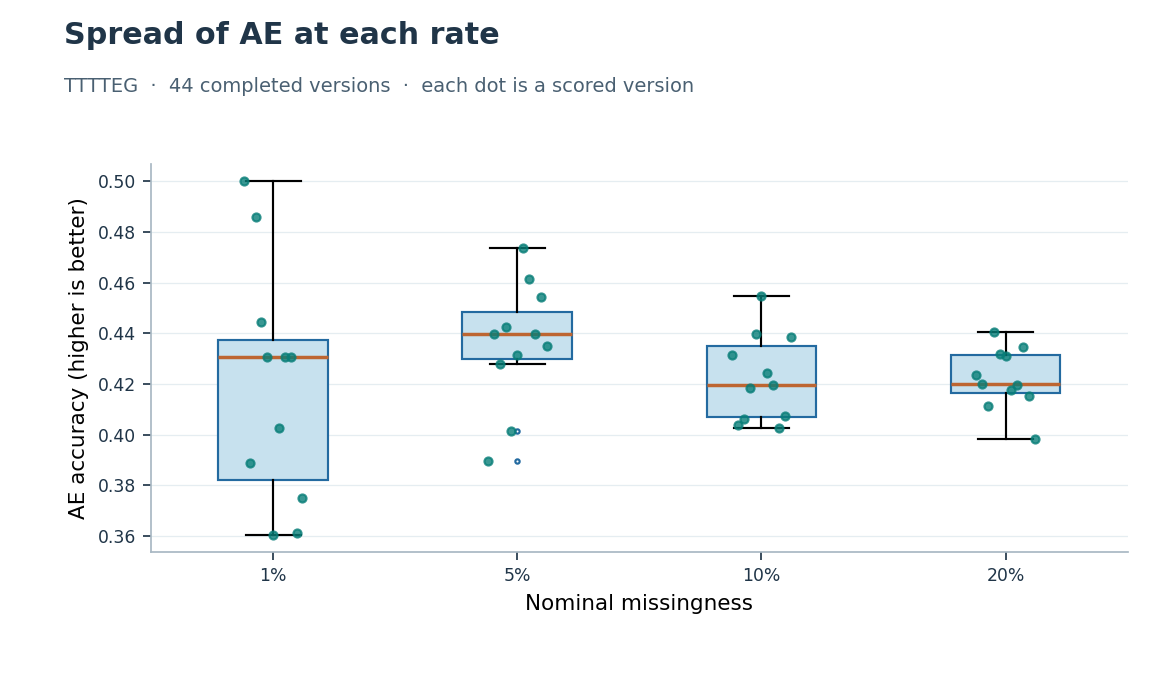 Spread of AE at each rate
TTTTEG · 44 completed versions · each dot is a scored version
AE accuracy (higher is better)
0.50
0.48
0.46
0.44
0.42
0.40
0.38
0.36
1% 5% 10% 20%
Nominal missingness